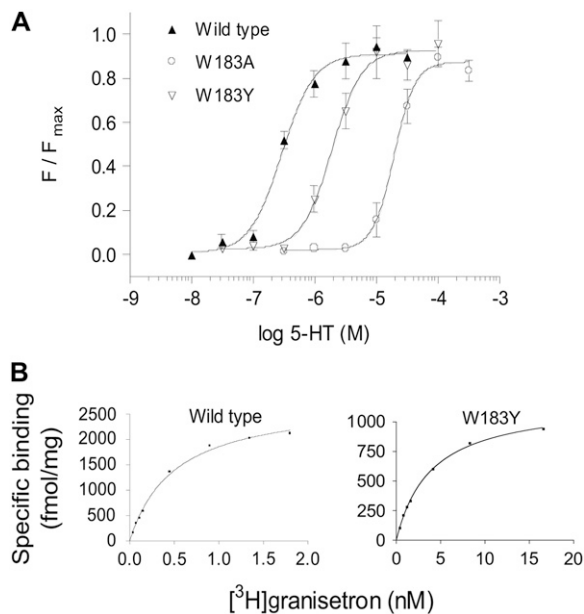 A
Wild type
W183A
W183Y
F / Fmax
1.0
0.8
0.6
0.4
0.2
0.0
-9 -8 -7 -6 -5 -4 -3
log 5-HT (M)
B
Specific binding
(fmol/mg)
Wild type
2500
2000
1500
1000
500
0
0.0 0.5 1.0 1.5 2.0
W183Y
1000
750
500
250
0
0 5 10 15 20
[³H]granisetron (nM)